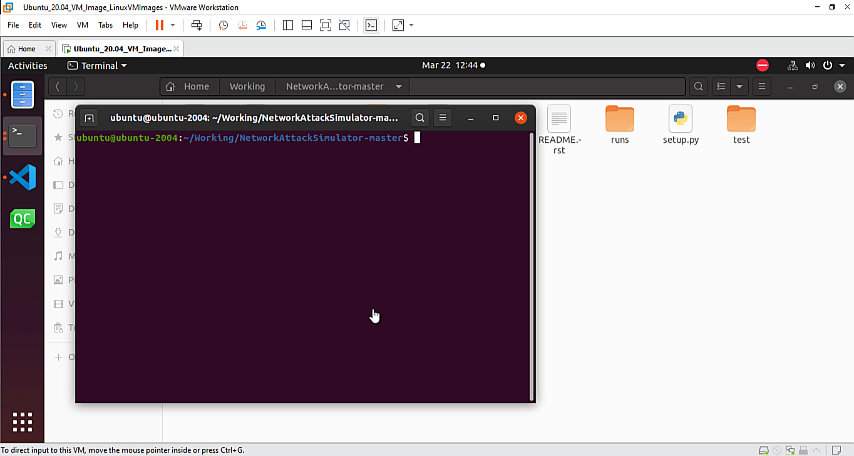 Ubuntu_20.04_VM_Image_LinuxVMImages - VMware Workstation
File Edit View VM Tabs Help
Home
Ubuntu_20.04_VM_Image...
Activities
Terminal
Mar 22 12:44
Home Working NetworkA...tor-master
ubuntu@ubuntu-2004: ~/Working/NetworkAttackSimulator-ma...
ubuntu@ubuntu-2004:~/Working/NetworkAttackSimulator-master$
README.-
rst
runs
setup.py
test
QC
To direct input to this VM, move the mouse pointer inside or press Ctrl+G.